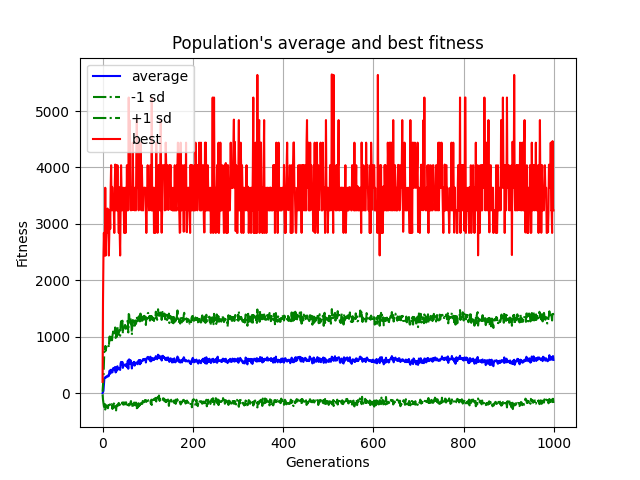 Population's average and best fitness
average
-1 sd
+1 sd
best
5000
4000
3000
2000
1000
0
Fitness
0 200 400 600 800 1000
Generations